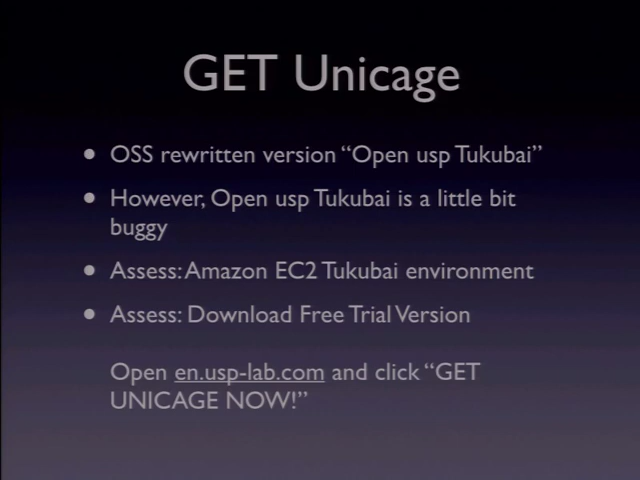 GET Unicage
• OSS rewritten version “Open usp Tukubai”
• However, Open usp Tukubai is a little bit
buggy
• Assess: Amazon EC2 Tukubai environment
• Assess: Download Free Trial Version
Open en.usp-lab.com and click “GET
UNICAGE NOW!”